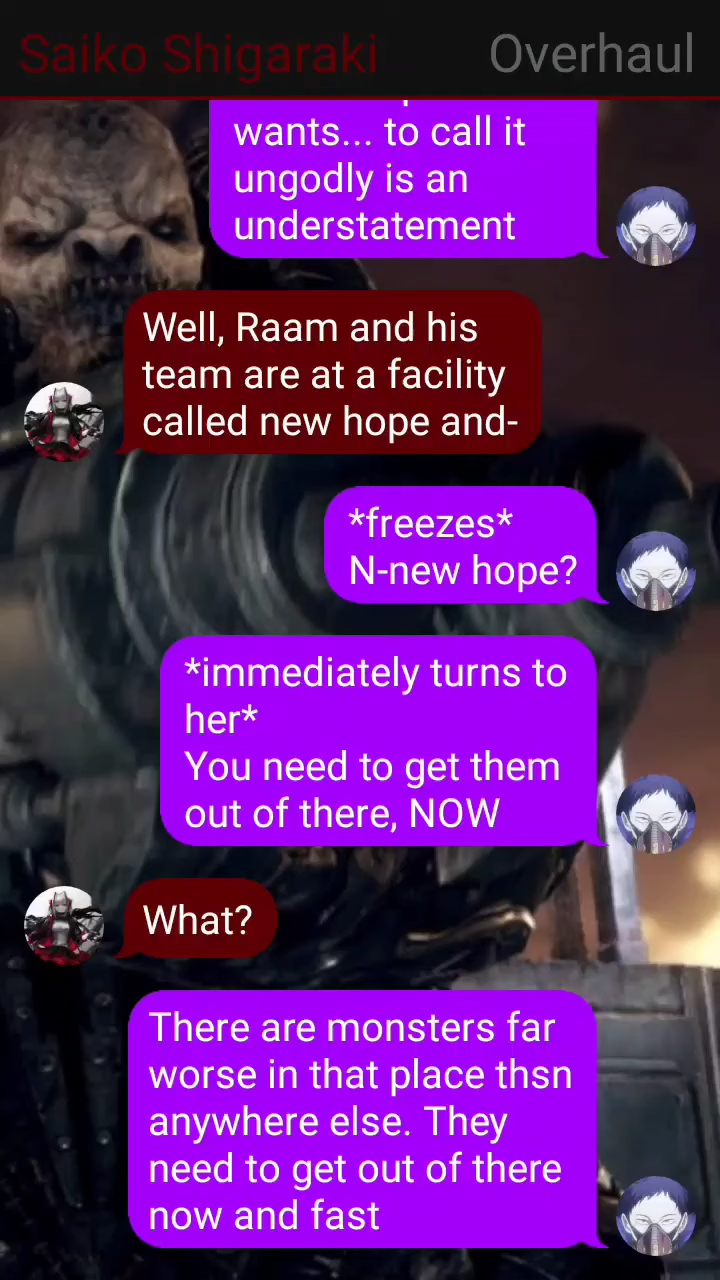 Saiko Shigaraki
Overhaul
wants... to call it
ungodly is an
understatement
Well, Raam and his
team are at a facility
called new hope and-
*freezes*
N-new hope?
*immediately turns to
her*
You need to get them
out of there, NOW
What?
There are monsters far
worse in that place thsn
anywhere else. They
need to get out of there
now and fast